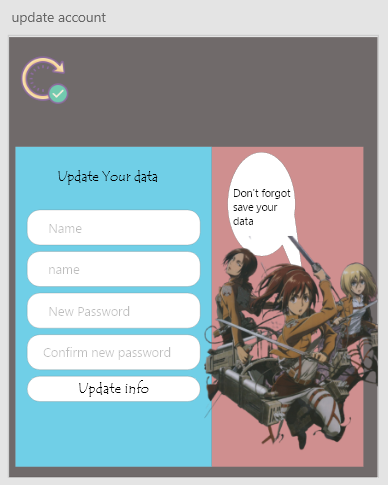 update account
Update Your data
Name
name
New Password
Confirm new password
Update info
Don't forgot
save your
data